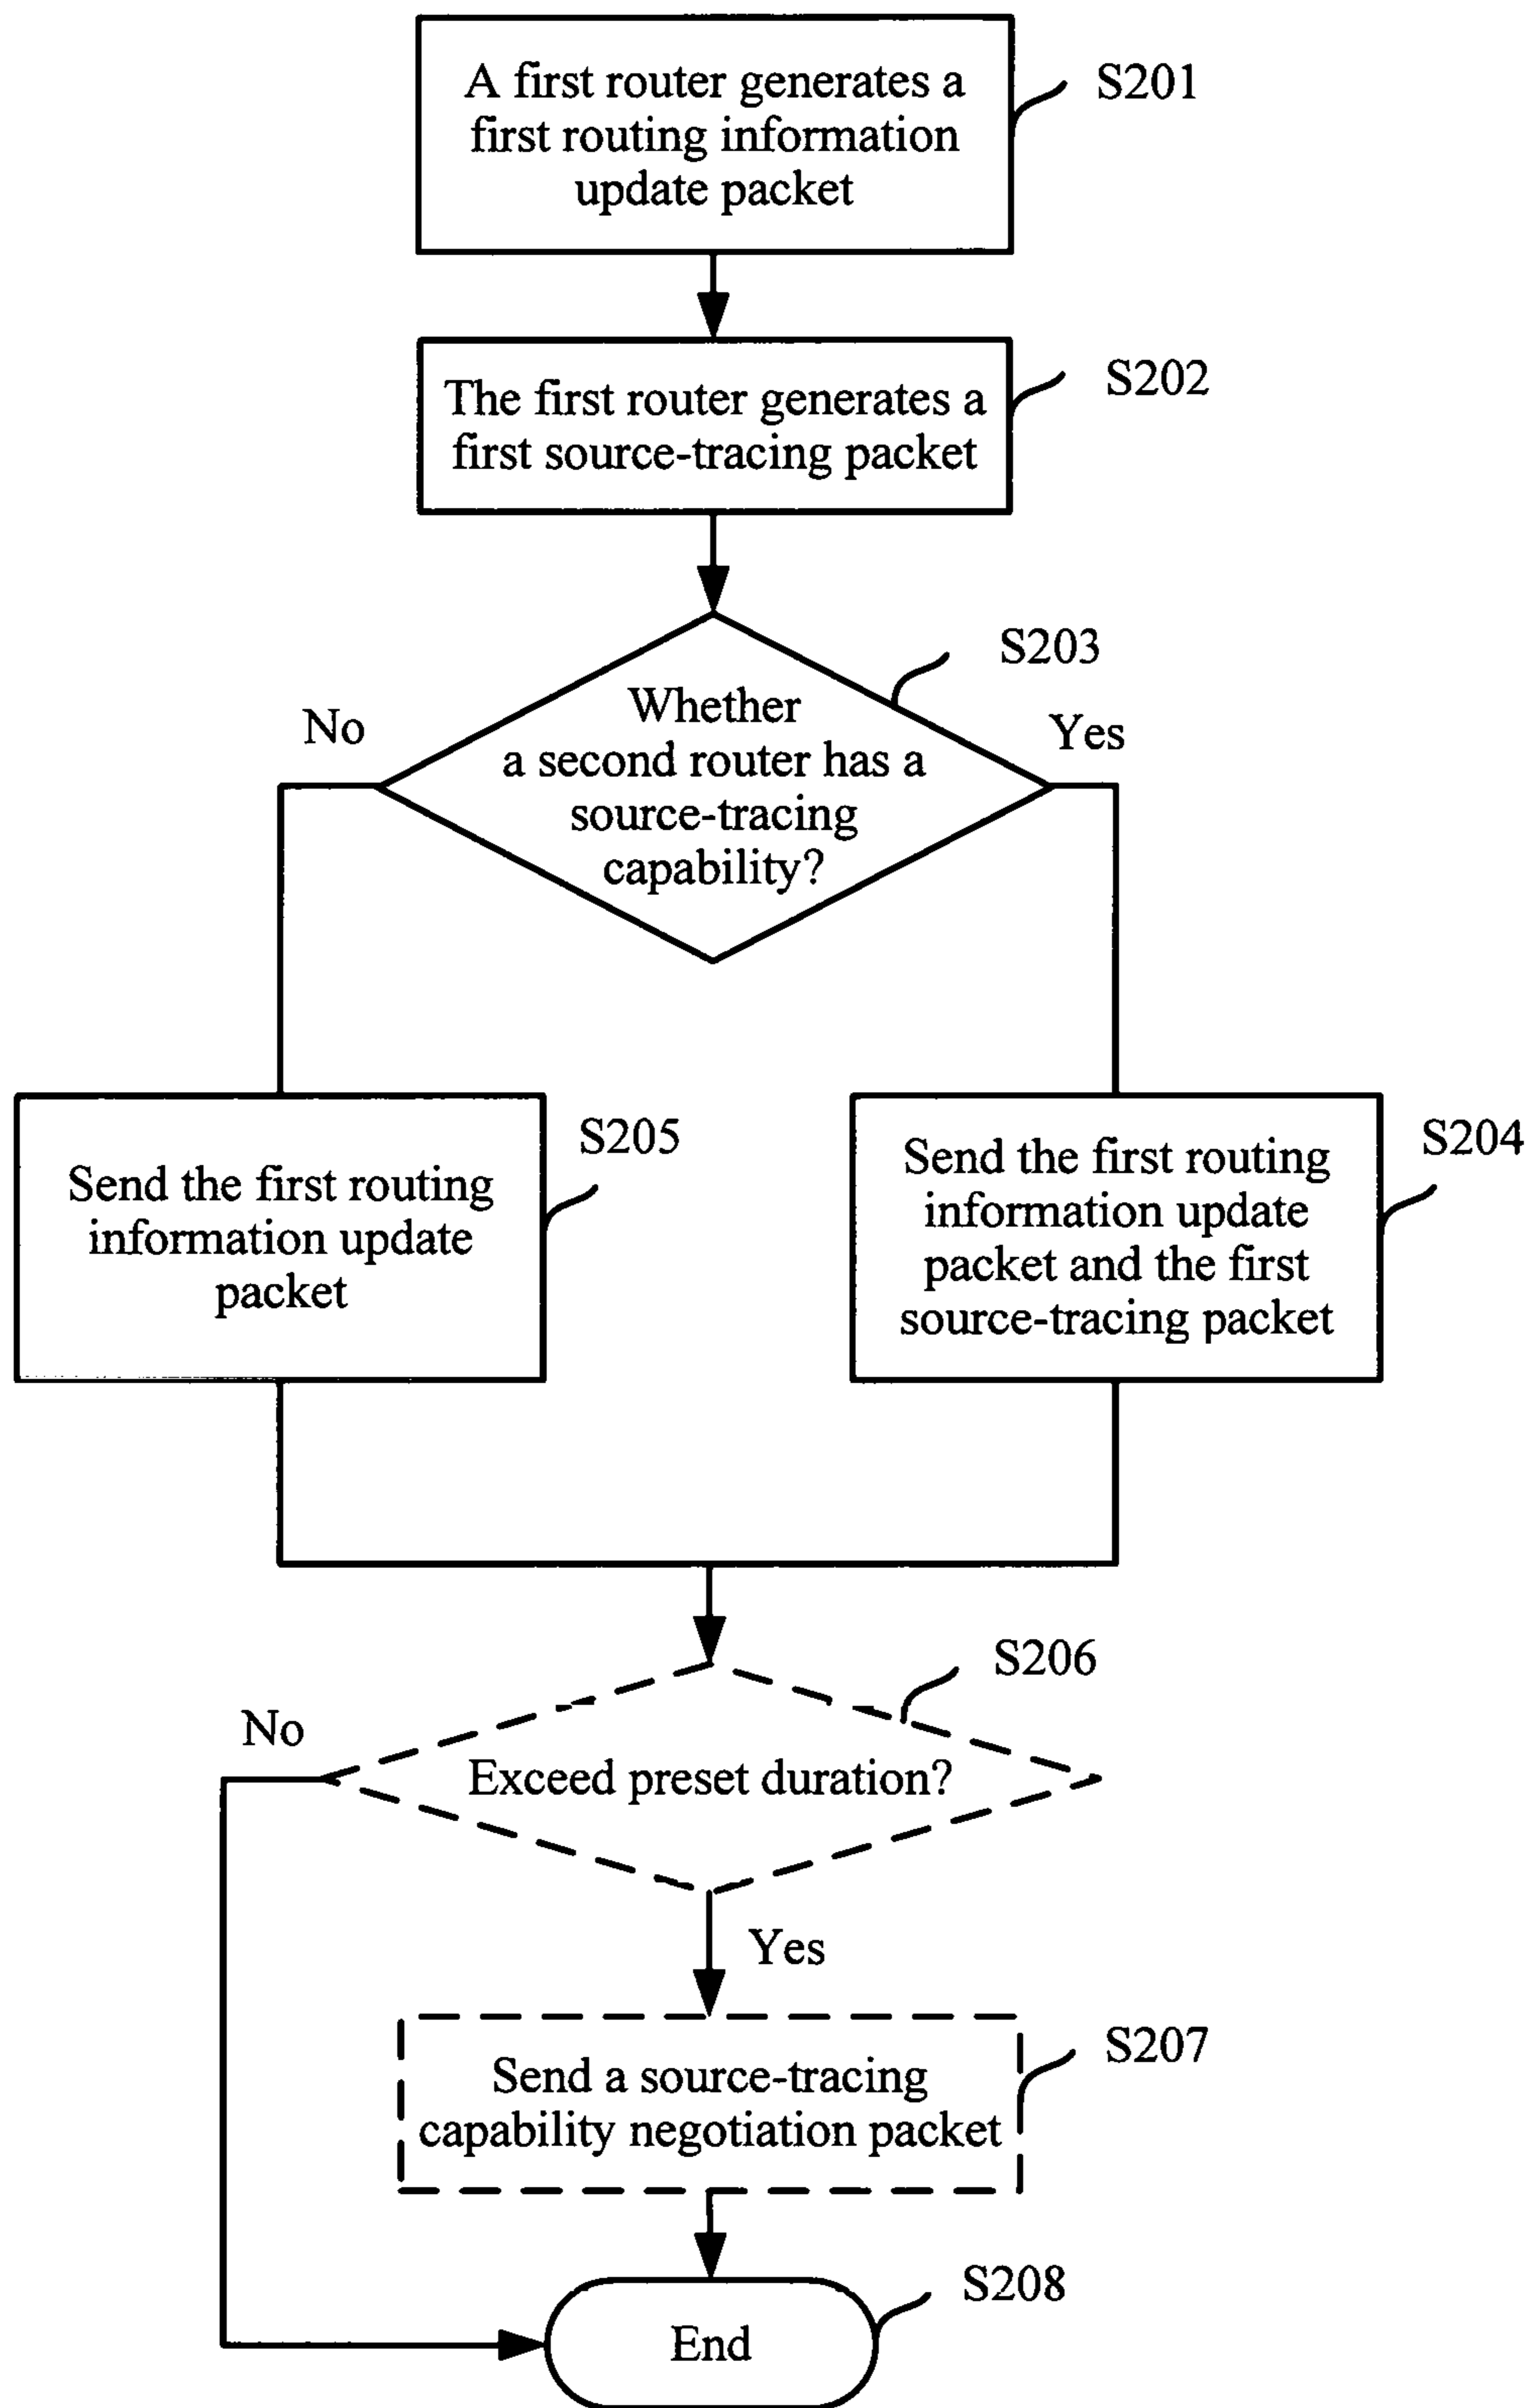 A first router generates a
first routing information
update packet
S201
The first router generates a
first source-tracing packet
S202
S203
Whether
a second router has a
source-tracing
capability?
No
Yes
Send the first routing
information update
packet
S205
Send the first routing
information update
packet and the first
source-tracing packet
S204
S206
Exceed preset duration?
No
Yes
Send a source-tracing
capability negotiation packet
S207
End
S208